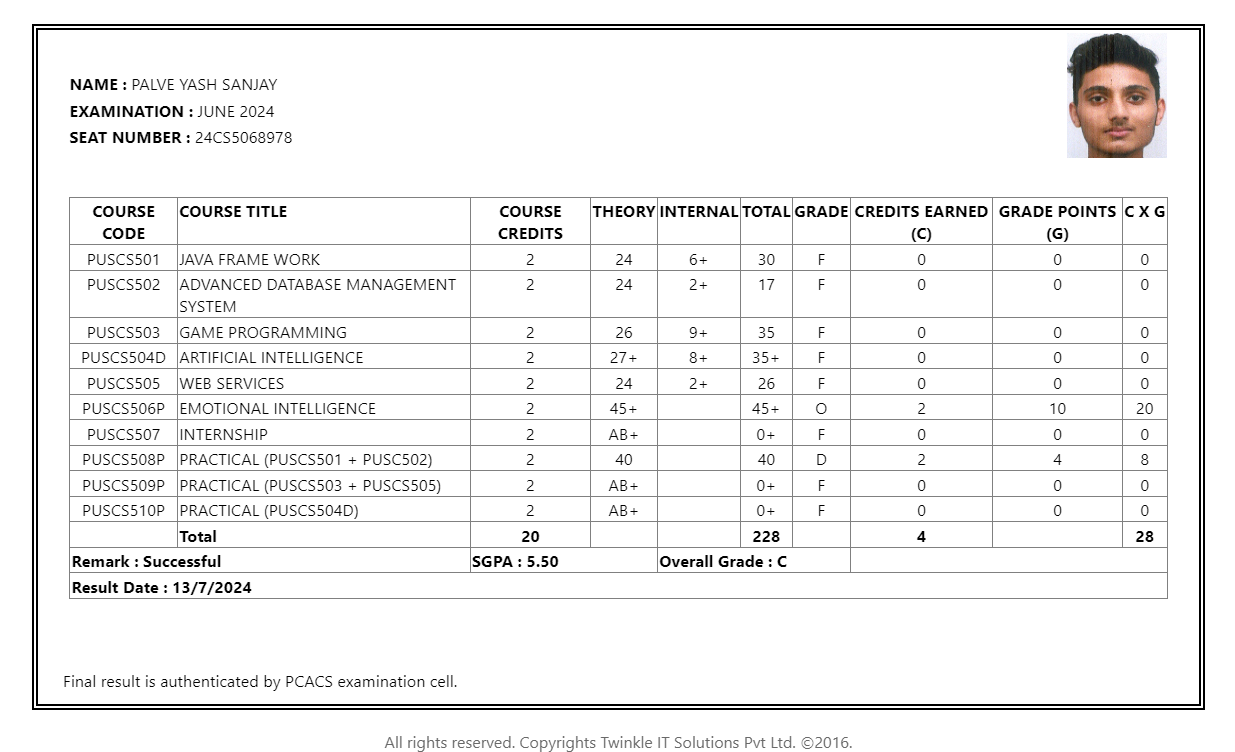 NAME : PALVE YASH SANJAY
EXAMINATION : JUNE 2024
SEAT NUMBER : 24CS5068978
COURSE CODE COURSE TITLE COURSE CREDITS THEORY INTERNAL TOTAL GRADE CREDITS EARNED (C) GRADE POINTS (G) C X G
PUSCS501 JAVA FRAME WORK 2 24 6+ 30 F 0 0 0
PUSCS502 ADVANCED DATABASE MANAGEMENT SYSTEM 2 24 2+ 17 F 0 0 0
PUSCS503 GAME PROGRAMMING 2 26 9+ 35 F 0 0 0
PUSCS504D ARTIFICIAL INTELLIGENCE 2 27+ 8+ 35+ F 0 0 0
PUSCS505 WEB SERVICES 2 24 2+ 26 F 0 0 0
PUSCS506P EMOTIONAL INTELLIGENCE 2 45+ 45+ O 2 10 20
PUSCS507 INTERNSHIP 2 AB+ 0+ F 0 0 0
PUSCS508P PRACTICAL (PUSCS501 + PUSC502) 2 40 40 D 2 4 8
PUSCS509P PRACTICAL (PUSCS503 + PUSCS505) 2 AB+ 0+ F 0 0 0
PUSCS510P PRACTICAL (PUSCS504D) 2 AB+ 0+ F 0 0 0
Total 20 228 4 28
Remark : Successful SGPA : 5.50 Overall Grade : C
Result Date : 13/7/2024
Final result is authenticated by PCACS examination cell.
All rights reserved. Copyrights Twinkle IT Solutions Pvt Ltd. ©2016.